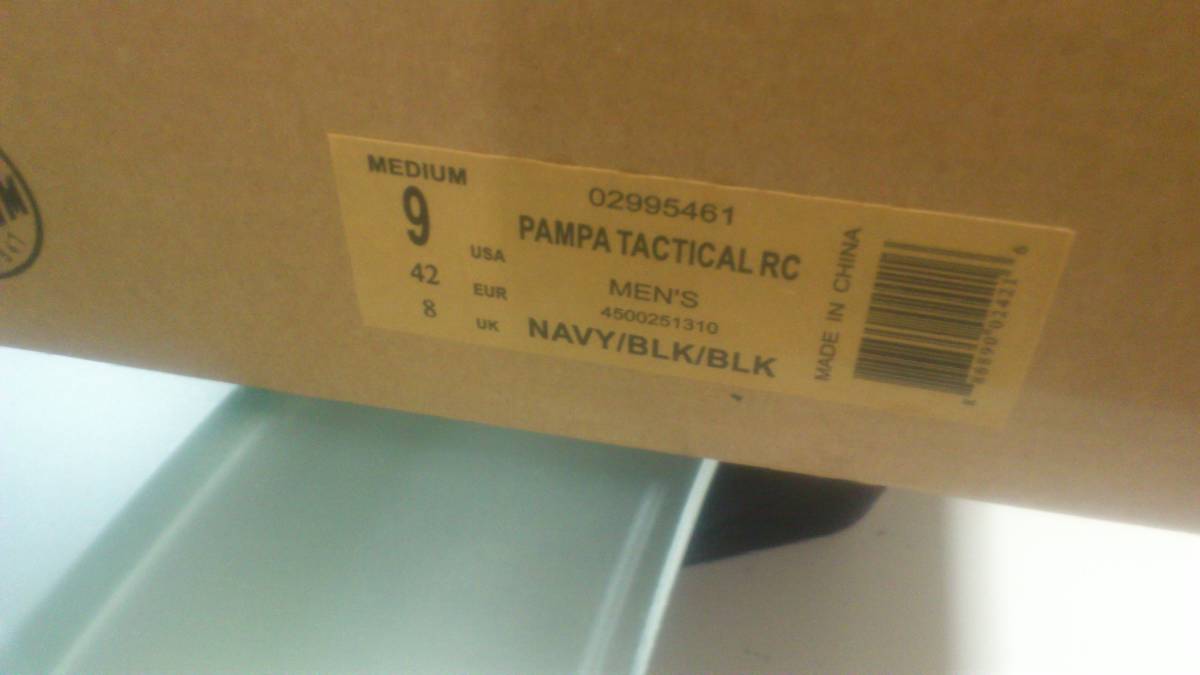 MEDIUM
9 USA
42 EUR
8 UK
02995461
PAMPA TACTICAL RC
MEN'S
4500251310
NAVY/BLK/BLK
MADE IN CHINA